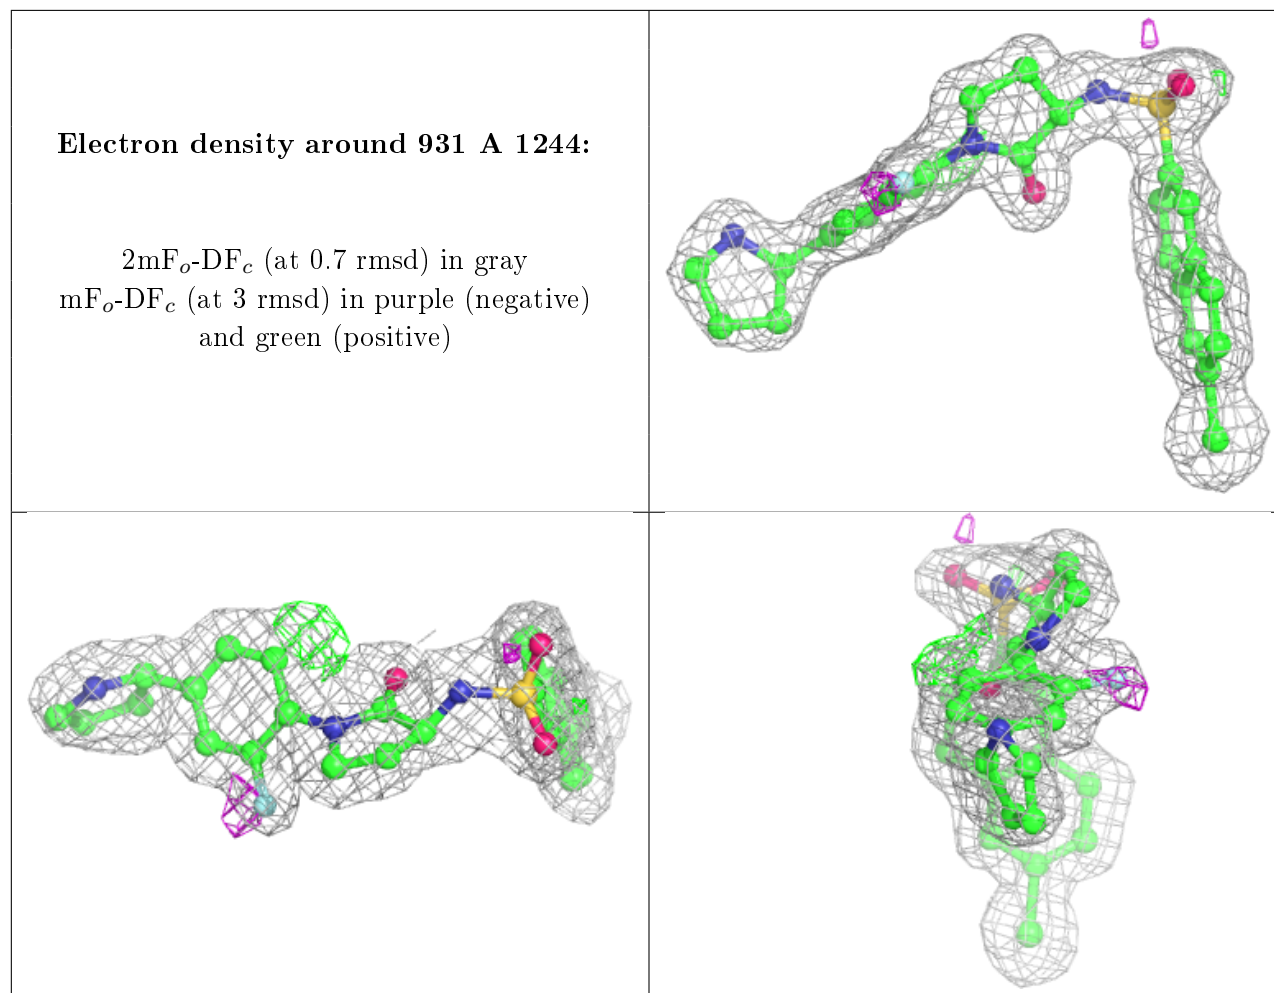 Electron density around 931 A 1244:
2mFo-DFc (at 0.7 rmsd) in gray
mFo-DFc (at 3 rmsd) in purple (negative)
and green (positive)